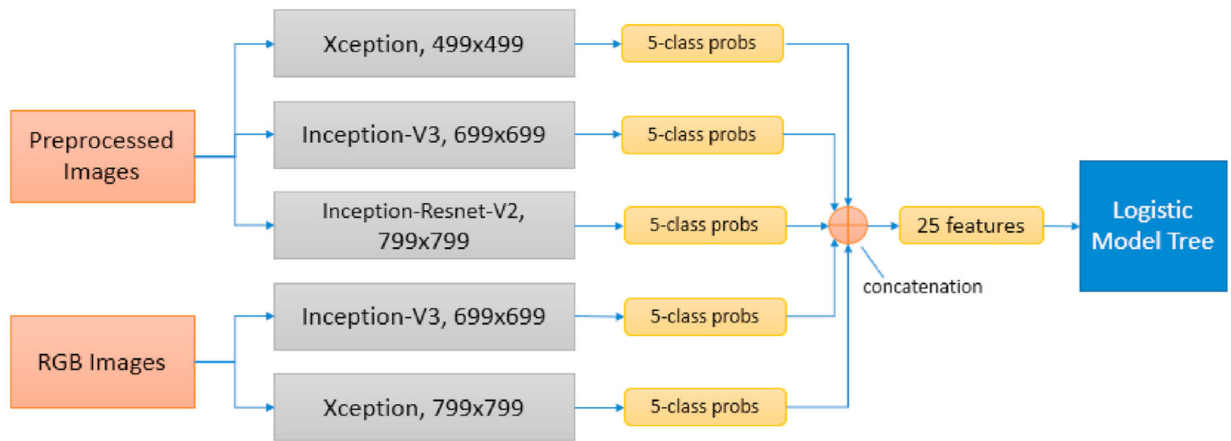 Preprocessed
Images
RGB Images
Xception, 499x499
Inception-V3, 699x699
Inception-Resnet-V2,
799x799
Inception-V3, 699x699
Xception, 799x799
5-class probs
5-class probs
5-class probs
5-class probs
5-class probs
concatenation
25 features
Logistic
Model Tree